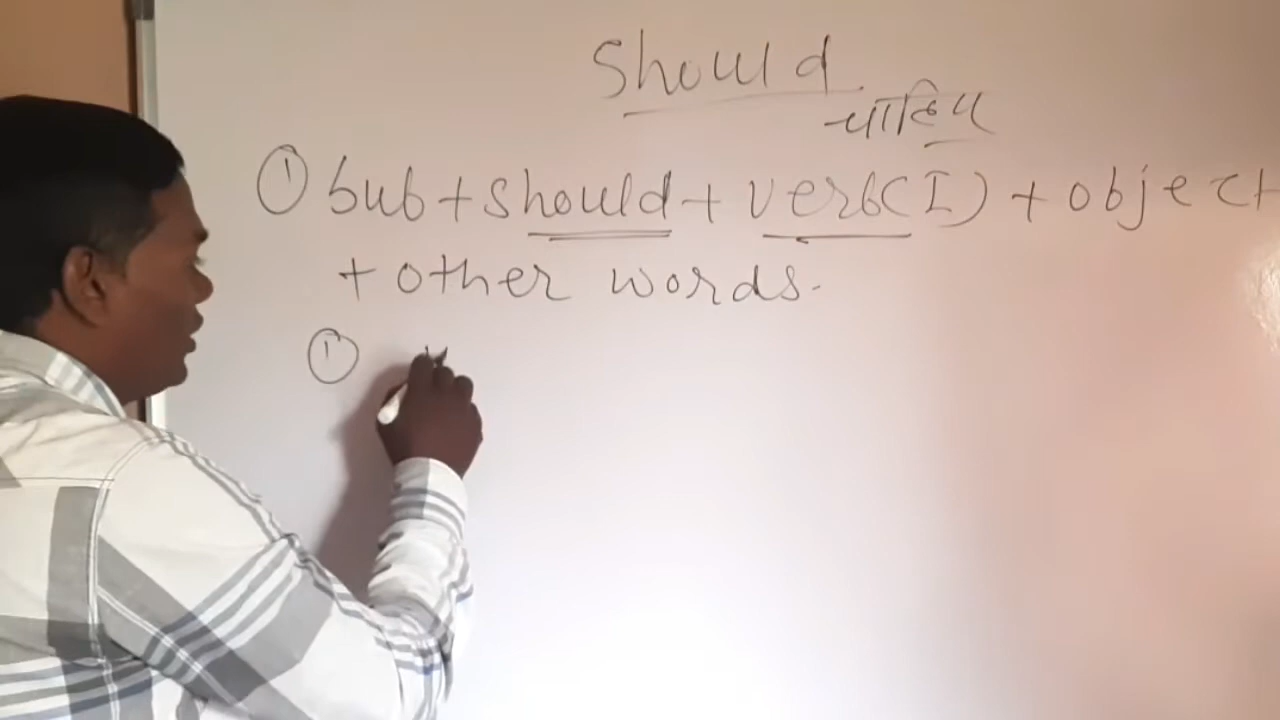 Should
चाहिए
① Sub + should + verb (I) + object
+ other words.
①